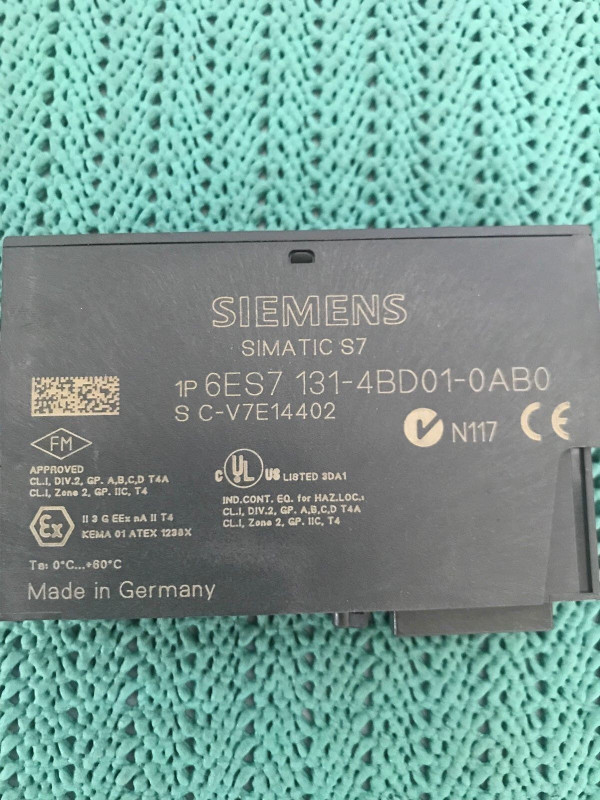 SIEMENS
SIMATIC S7
1P 6ES7 131-4BD01-0AB0
S C-V7E14402
N117 CE
FM
APPROVED
CL.I, DIV.2, GP. A,B,C,D T4A
CL.I, Zone 2, GP. IIC, T4
C UL US LISTED 3DA1
IND.CONT. EQ. for HAZ.LOC.:
CL.I, DIV.2, GP. A,B,C,D T4A
CL.I, Zone 2, GP. IIC, T4
Ex II 3 G EEx nA II T4
KEMA 01 ATEX 1238X
Ta: 0°C...+60°C
Made in Germany